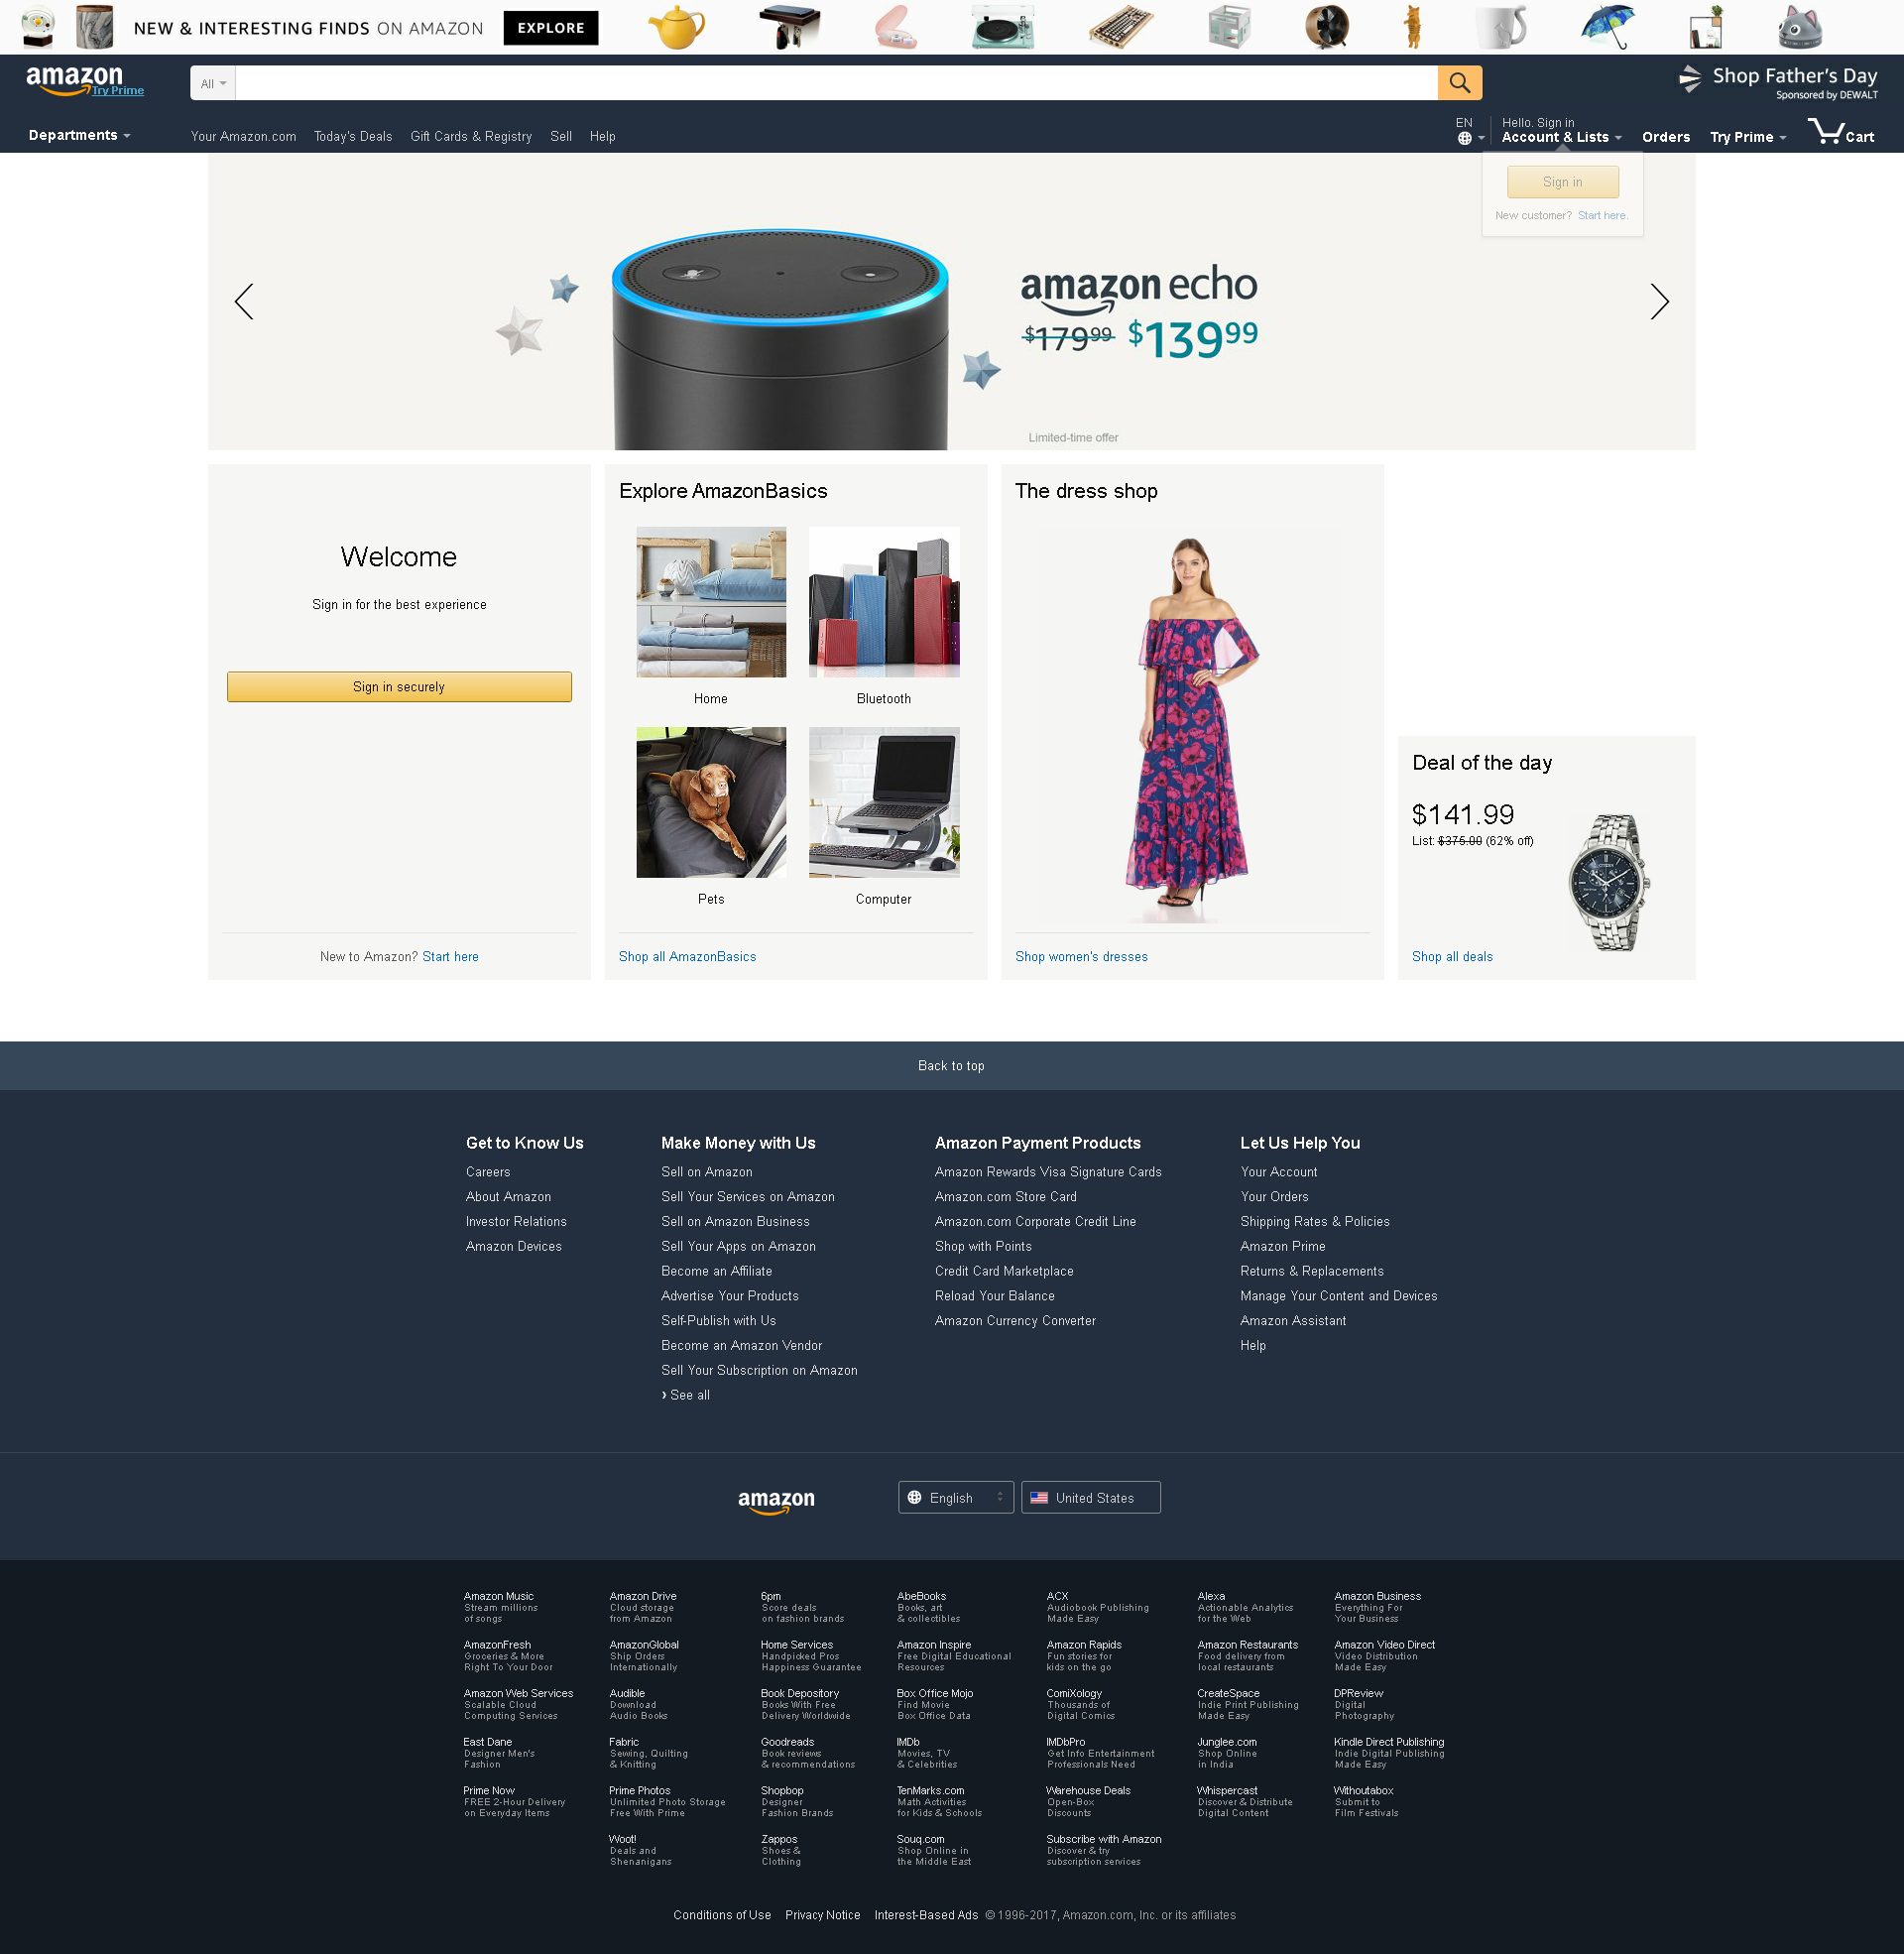 NEW & INTERESTING FINDS ON AMAZON EXPLORE
amazon
Try Prime
All
Shop Father's Day
Sponsored by DEWALT
Departments
Your Amazon.com Today's Deals Gift Cards & Registry Sell Help
EN
Hello. Sign in
Account & Lists
Orders
Try Prime
Cart
Sign in
New customer? Start here.
amazon echo
$179.99 $139.99
Limited-time offer
Welcome
Sign in for the best experience
Sign in securely
New to Amazon? Start here
Explore AmazonBasics
Home
Bluetooth
Pets
Computer
Shop all AmazonBasics
The dress shop
Shop women's dresses
Deal of the day
$141.99
List: $375.00 (62% off)
Shop all deals
Back to top
Get to Know Us
Careers
About Amazon
Investor Relations
Amazon Devices
Make Money with Us
Sell on Amazon
Sell Your Services on Amazon
Sell on Amazon Business
Sell Your Apps on Amazon
Become an Affiliate
Advertise Your Products
Self-Publish with Us
Become an Amazon Vendor
Sell Your Subscription on Amazon
› See all
Amazon Payment Products
Amazon Rewards Visa Signature Cards
Amazon.com Store Card
Amazon.com Corporate Credit Line
Shop with Points
Credit Card Marketplace
Reload Your Balance
Amazon Currency Converter
Let Us Help You
Your Account
Your Orders
Shipping Rates & Policies
Amazon Prime
Returns & Replacements
Manage Your Content and Devices
Amazon Assistant
Help
amazon
English
United States
Amazon Music
Stream millions
of songs
Amazon Drive
Cloud storage
from Amazon
6pm
Score deals
on fashion brands
AbeBooks
Books, art
& collectibles
ACX
Audiobook Publishing
Made Easy
Alexa
Actionable Analytics
for the Web
Amazon Business
Everything For
Your Business
AmazonFresh
Groceries & More
Right To Your Door
AmazonGlobal
Ship Orders
Internationally
Home Services
Handpicked Pros
Happiness Guarantee
Amazon Inspire
Free Digital Educational
Resources
Amazon Rapids
Fun stories for
kids on the go
Amazon Restaurants
Food delivery from
local restaurants
Amazon Video Direct
Video Distribution
Made Easy
Amazon Web Services
Scalable Cloud
Computing Services
Audible
Download
Audio Books
Book Depository
Books With Free
Delivery Worldwide
Box Office Mojo
Find Movie
Box Office Data
ComiXology
Thousands of
Digital Comics
CreateSpace
Indie Print Publishing
Made Easy
DPReview
Digital
Photography
East Dane
Designer Men's
Fashion
Fabric
Sewing, Quilting
& Knitting
Goodreads
Book reviews
& recommendations
IMDb
Movies, TV
& Celebrities
IMDbPro
Get Info Entertainment
Professionals Need
Junglee.com
Shop Online
in India
Kindle Direct Publishing
Indie Digital Publishing
Made Easy
Prime Now
FREE 2-Hour Delivery
on Everyday Items
Prime Photos
Unlimited Photo Storage
Free With Prime
Shopbop
Designer
Fashion Brands
TenMarks.com
Math Activities
for Kids & Schools
Warehouse Deals
Open-Box
Discounts
Whispercast
Discover & Distribute
Digital Content
Withoutabox
Submit to
Film Festivals
Woot!
Deals and
Shenanigans
Zappos
Shoes &
Clothing
Souq.com
Shop Online in
the Middle East
Subscribe with Amazon
Discover & try
subscription services
Conditions of Use Privacy Notice Interest-Based Ads © 1996-2017, Amazon.com, Inc. or its affiliates